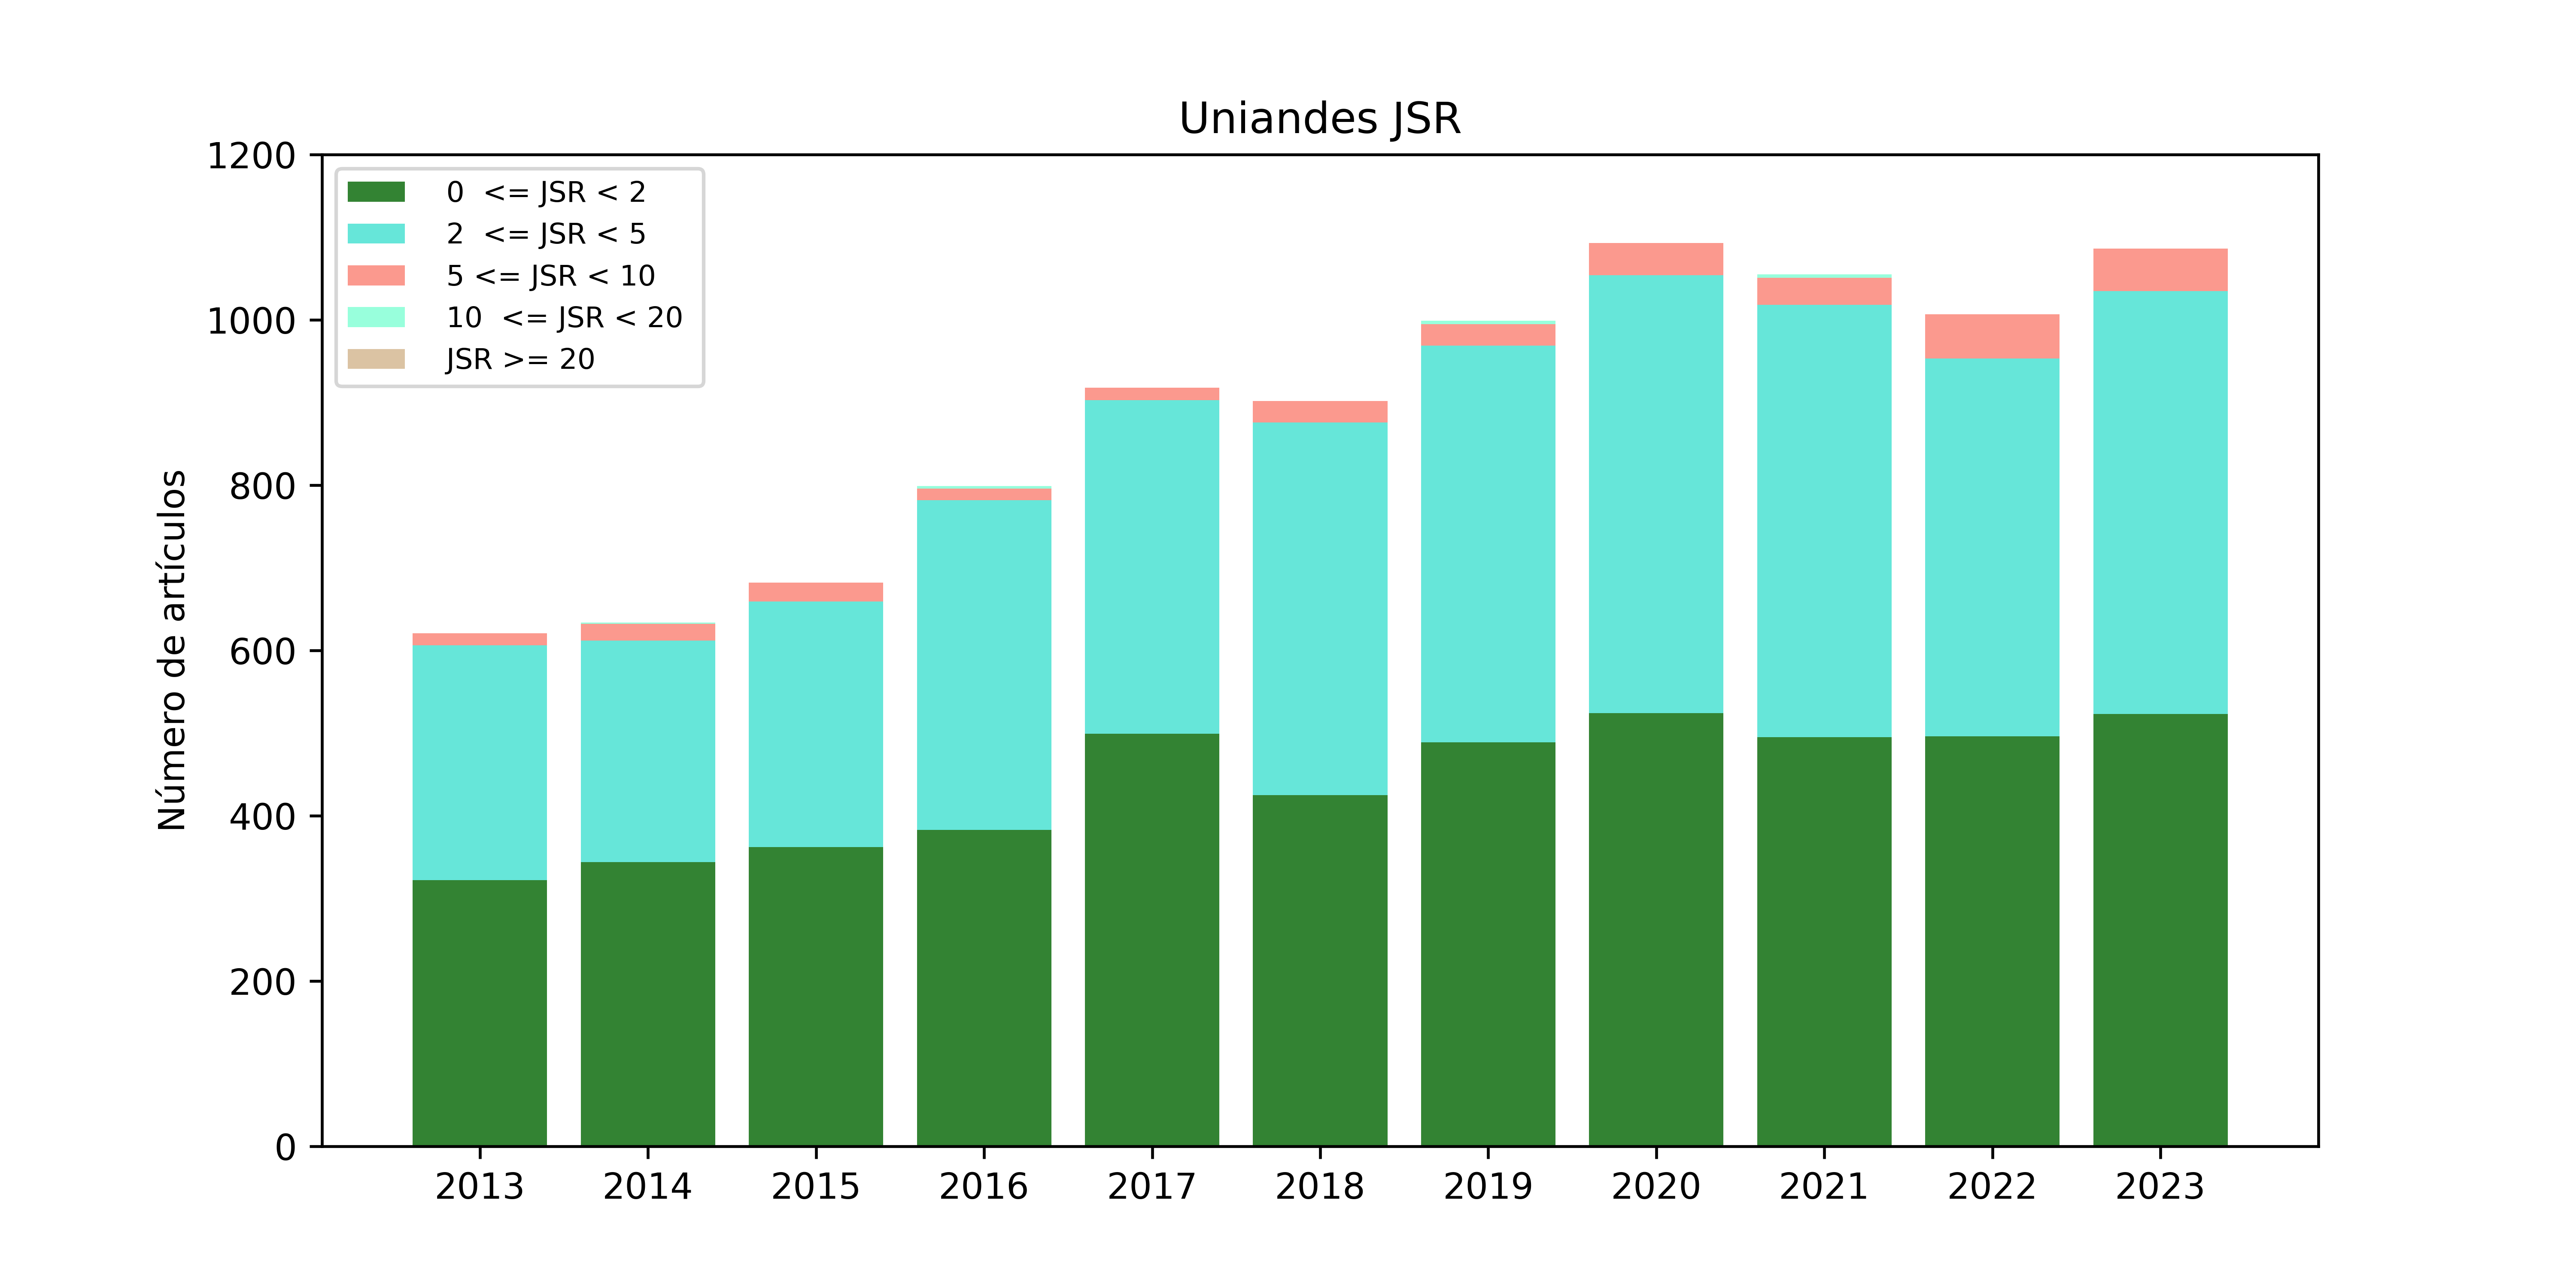 Uniandes JSR
1200
1000
800
600
400
200
0
Número de artículos
0 <= JSR < 2
2 <= JSR < 5
5 <= JSR < 10
10 <= JSR < 20
JSR >= 20
2013 2014 2015 2016 2017 2018 2019 2020 2021 2022 2023